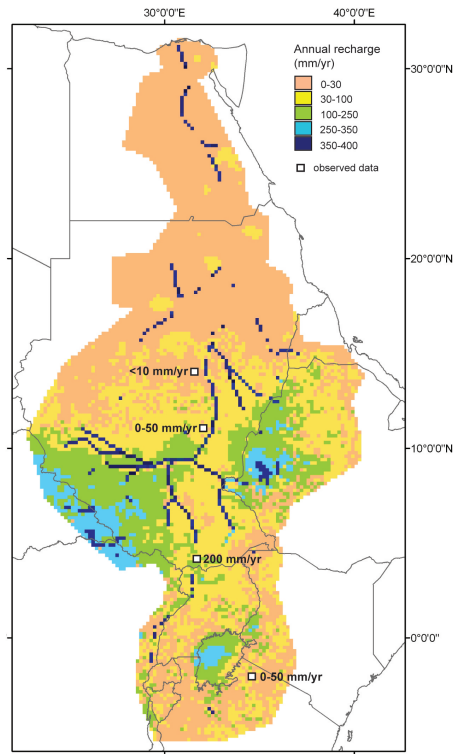 30°0'0"E
40°0'0"E
30°0'0"N
20°0'0"N
10°0'0"N
0°0'0"
Annual recharge
(mm/yr)
0-30
30-100
100-250
250-350
350-400
observed data
<10 mm/yr
0-50 mm/yr
200 mm/yr
0-50 mm/yr